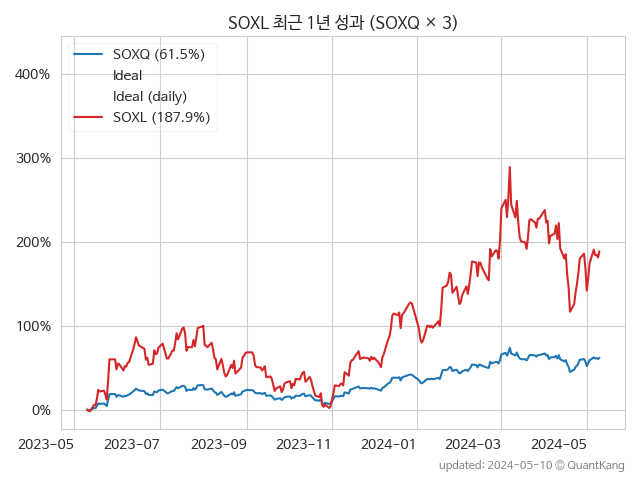 SOXL 최근 1년 성과 (SOXQ × 3)
SOXQ (61.5%)
Ideal
Ideal (daily)
SOXL (187.9%)
400%
300%
200%
100%
0%
2023-05 2023-07 2023-09 2023-11 2024-01 2024-03 2024-05
updated: 2024-05-10 © QuantKang